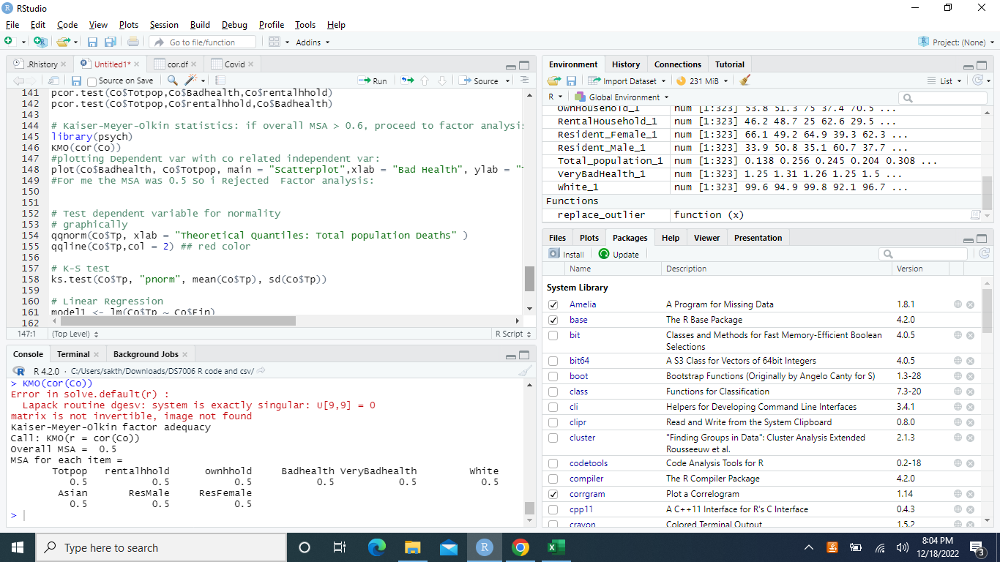 RStudio
File Edit Code View Plots Session Build Debug Profile Tools Help
Go to file/function Addins Project: (None)
.Rhistory Untitled1* cor.df Covid
Source on Save Run Source
141 pcor.test(Co$Totpop,Co$Badhealth,Co$rentalhhold)
142 pcor.test(Co$Totpop,Co$rentalhhold,Co$Badhealth)
143
144 # Kaiser-Meyer-Olkin statistics: if overall MSA > 0.6, proceed to factor analysis
145 library(psych)
146 KMO(cor(Co))
147 #plotting Dependent var with co related independent var:
148 plot(Co$Badhealth, Co$Totpop, main = "Scatterplot",xlab = "Bad Health", ylab = "
149 #For me the MSA was 0.5 So i Rejected  Factor analysis:
150
151
152 # Test dependent variable for normality
153 # graphically
154 qqnorm(Co$Tp, xlab = "Theoretical Quantiles: Total population Deaths" )
155 qqline(Co$Tp,col = 2) ## red color
156
157 # K-S test
158 ks.test(Co$Tp, "pnorm", mean(Co$Tp), sd(Co$Tp))
159
160 # Linear Regression
161 model1 <- lm(Co$Tp ~ Co$Fin)
162
147:1 (Top Level) R Script
Console Terminal Background Jobs
R 4.2.0 · C:/Users/sakth/Downloads/DS7006 R code and csv/
> KMO(cor(Co))
Error in solve.default(r) :
Lapack routine dgesv: system is exactly singular: U[9,9] = 0
matrix is not invertible, image not found
Kaiser-Meyer-Olkin factor adequacy
Call: KMO(r = cor(Co))
Overall MSA =  0.5
MSA for each item =
Totpop rentalhhold ownhhold Badhealth VeryBadhealth White
0.5 0.5 0.5 0.5 0.5 0.5
Asian ResMale ResFemale
0.5 0.5 0.5
>
Environment History Connections Tutorial
Import Dataset 231 MiB List
R Global Environment
OwnHousehold_1 num [1:323] 53.8 51.3 75 37.4 70.5 ...
RentalHousehold_1 num [1:323] 46.2 48.7 25 62.6 29.5 ...
Resident_Female_1 num [1:323] 66.1 49.2 64.9 39.3 62.3 ...
Resident_Male_1 num [1:323] 33.9 50.8 35.1 60.7 37.7 ...
Total_population_1 num [1:323] 0.138 0.256 0.245 0.204 0.308 ...
VeryBadHealth_1 num [1:323] 1.25 1.31 1.26 1.25 1.5 ...
White_1 num [1:323] 99.6 94.9 99.8 92.1 96.7 ...
Functions
replace_outlier function (x)
Files Plots Packages Help Viewer Presentation
Install Update
Name Description Version
System Library
Amelia A Program for Missing Data 1.8.1
base The R Base Package 4.2.0
bit Classes and Methods for Fast Memory-Efficient Boolean 4.0.5
Selections
bit64 A S3 Class for Vectors of 64bit Integers 4.0.5
boot Bootstrap Functions (Originally by Angelo Canty for S) 1.3-28
class Functions for Classification 7.3-20
cli Helpers for Developing Command Line Interfaces 3.4.1
clipr Read and Write from the System Clipboard 0.8.0
cluster "Finding Groups in Data": Cluster Analysis Extended 2.1.3
Rousseeuw et al.
codetools Code Analysis Tools for R 0.2-18
compiler The R Compiler Package 4.2.0
corrgram Plot a Correlogram 1.14
cpp11 A C++11 Interface for R's C Interface 0.4.3
crayon Colored Terminal Output 1.5.2
Type here to search
8:04 PM
12/18/2022
3